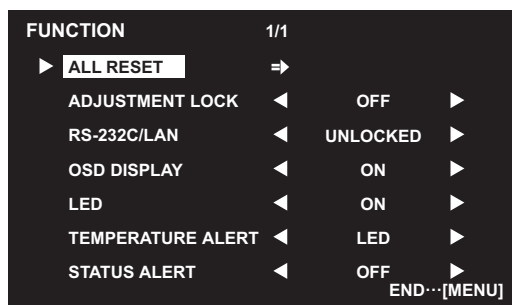 FUNCTION 1/1
ALL RESET
ADJUSTMENT LOCK OFF
RS-232C/LAN UNLOCKED
OSD DISPLAY ON
LED ON
TEMPERATURE ALERT LED
STATUS ALERT OFF
END···[MENU]